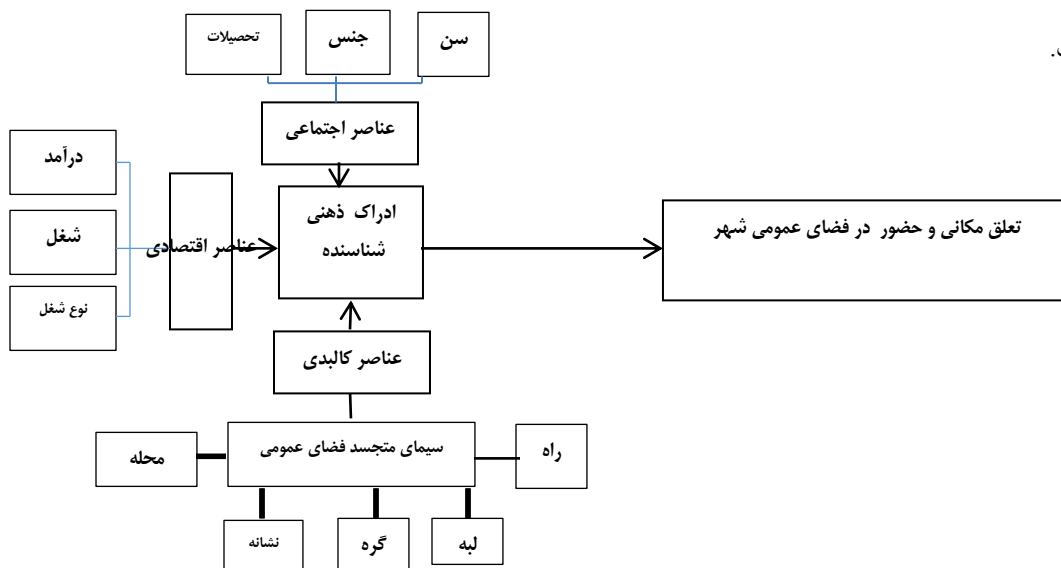 سن
جنس
تحصیلات
.
عناصر اجتماعی
درآمد
شغل
نوع شغل
عناصر اقتصادی
ادراک ذهنی
شناسنده
تعلق مکانی و حضور در فضای عمومی شهر
عناصر کالبدی
سیمای متجسد فضای عمومی
راه
محله
لبه
گره
نشانه